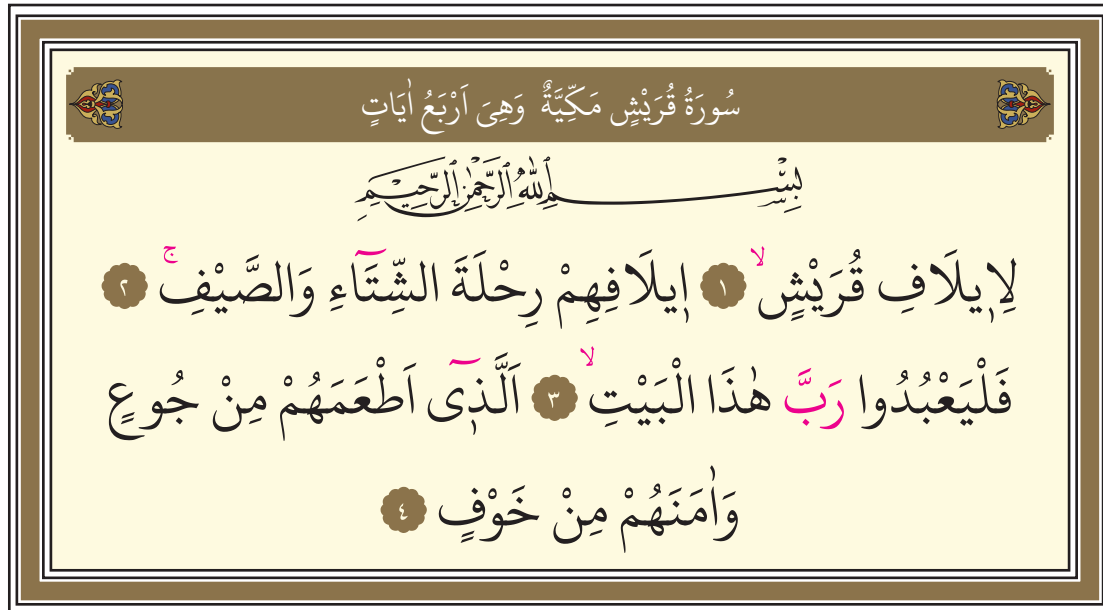 سُورَةُ قُرَيْشٍ مَكِّيَّةٌ وَهِىَ اَرْبَعُ اٰيَاتٍ
بِسْمِ اللّٰهِ الرَّحْمٰنِ الرَّحِيمِ
لِا۪يلَافِ قُرَيْشٍۙ ١ ا۪يلَافِهِمْ رِحْلَةَ الشِّتَٓاءِ وَالصَّيْفِۚ ٢
فَلْيَعْبُدُوا رَبَّ هٰذَا الْبَيْتِۙ ٣ اَلَّذ۪ٓى اَطْعَمَهُمْ مِنْ جُوعٍ
وَاٰمَنَهُمْ مِنْ خَوْفٍ ٤